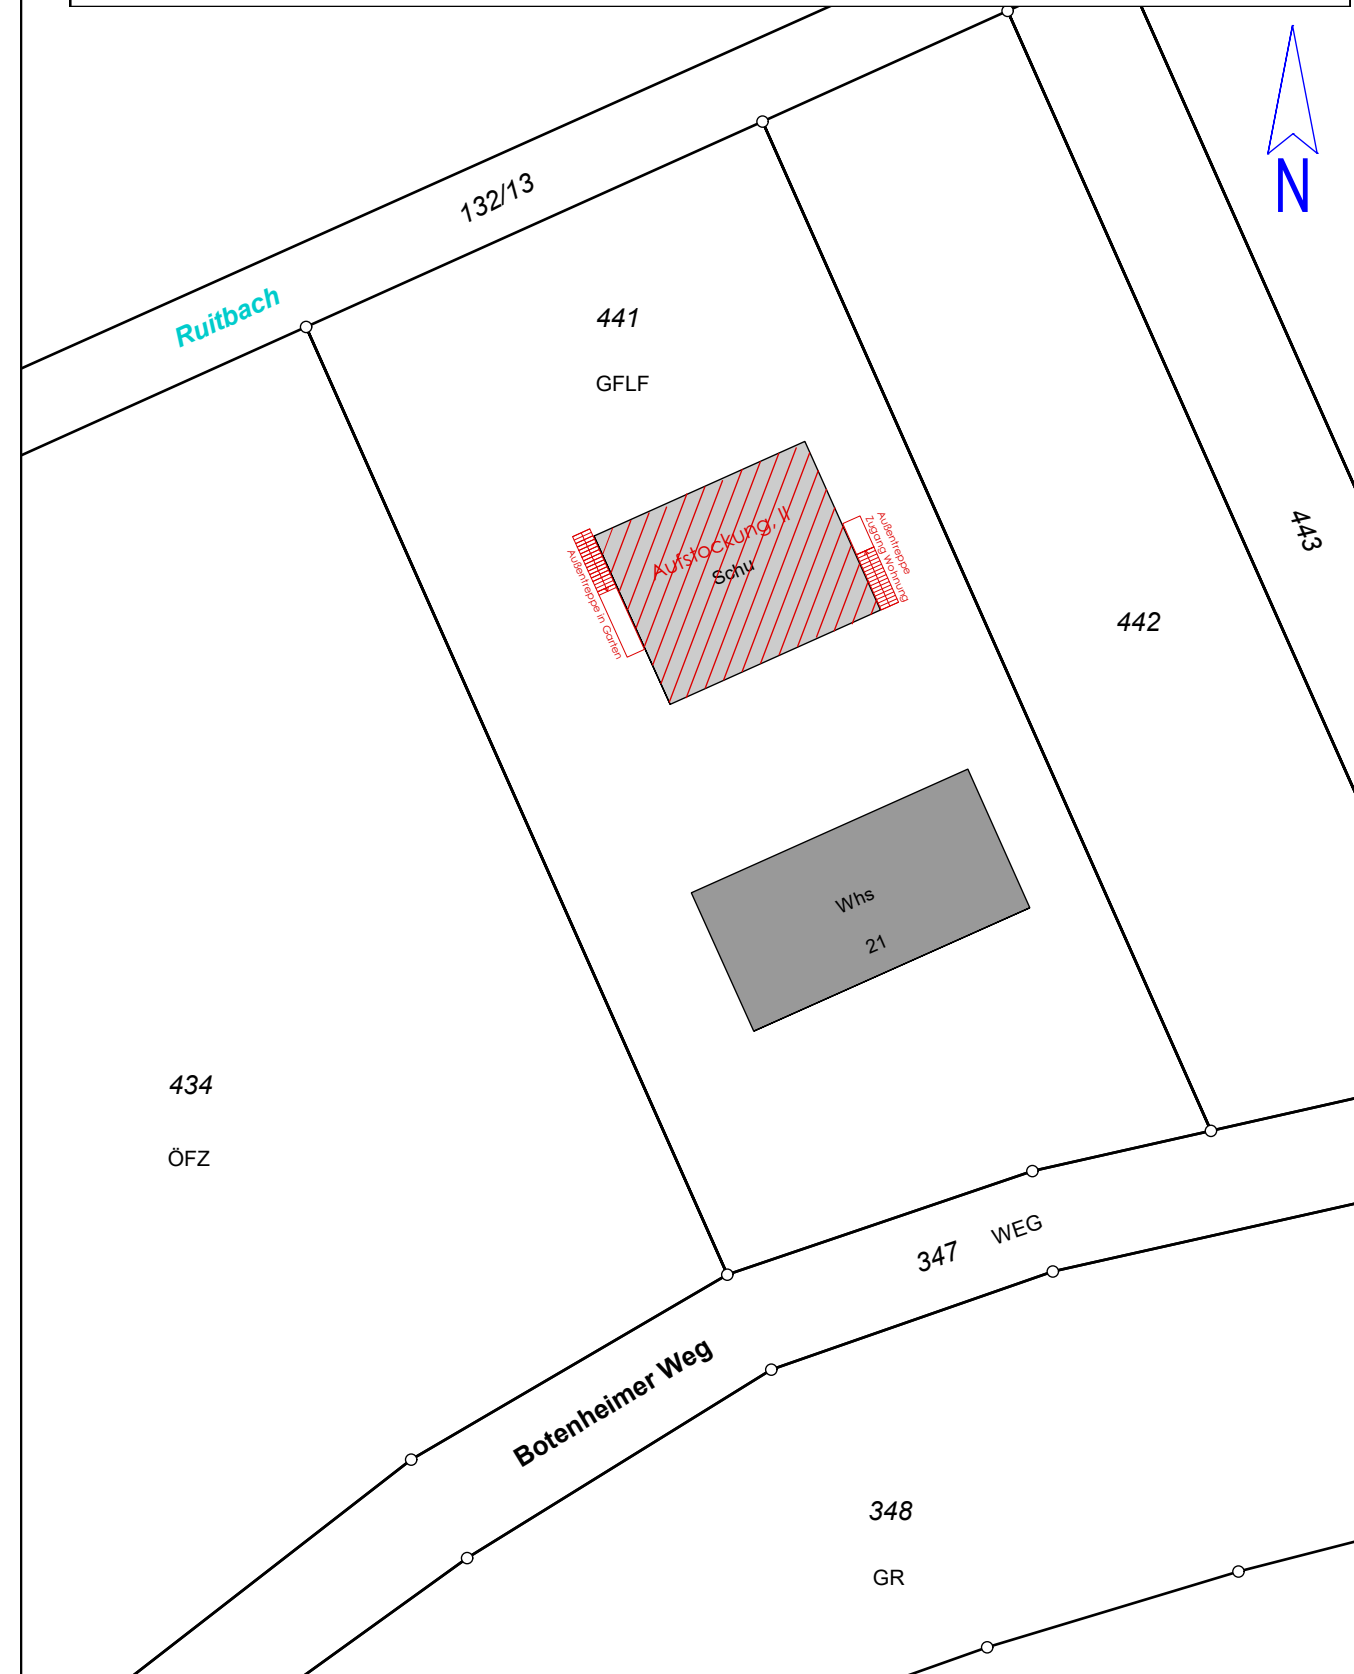 132/13
N
Ruitbach
441
GFLF
Aufstockung, II
Schu
Außentreppe in Garten
Außentreppe
Zugang Wohnung
443
442
Whs
21
434
ÖFZ
347 WEG
Botenheimer Weg
348
GR